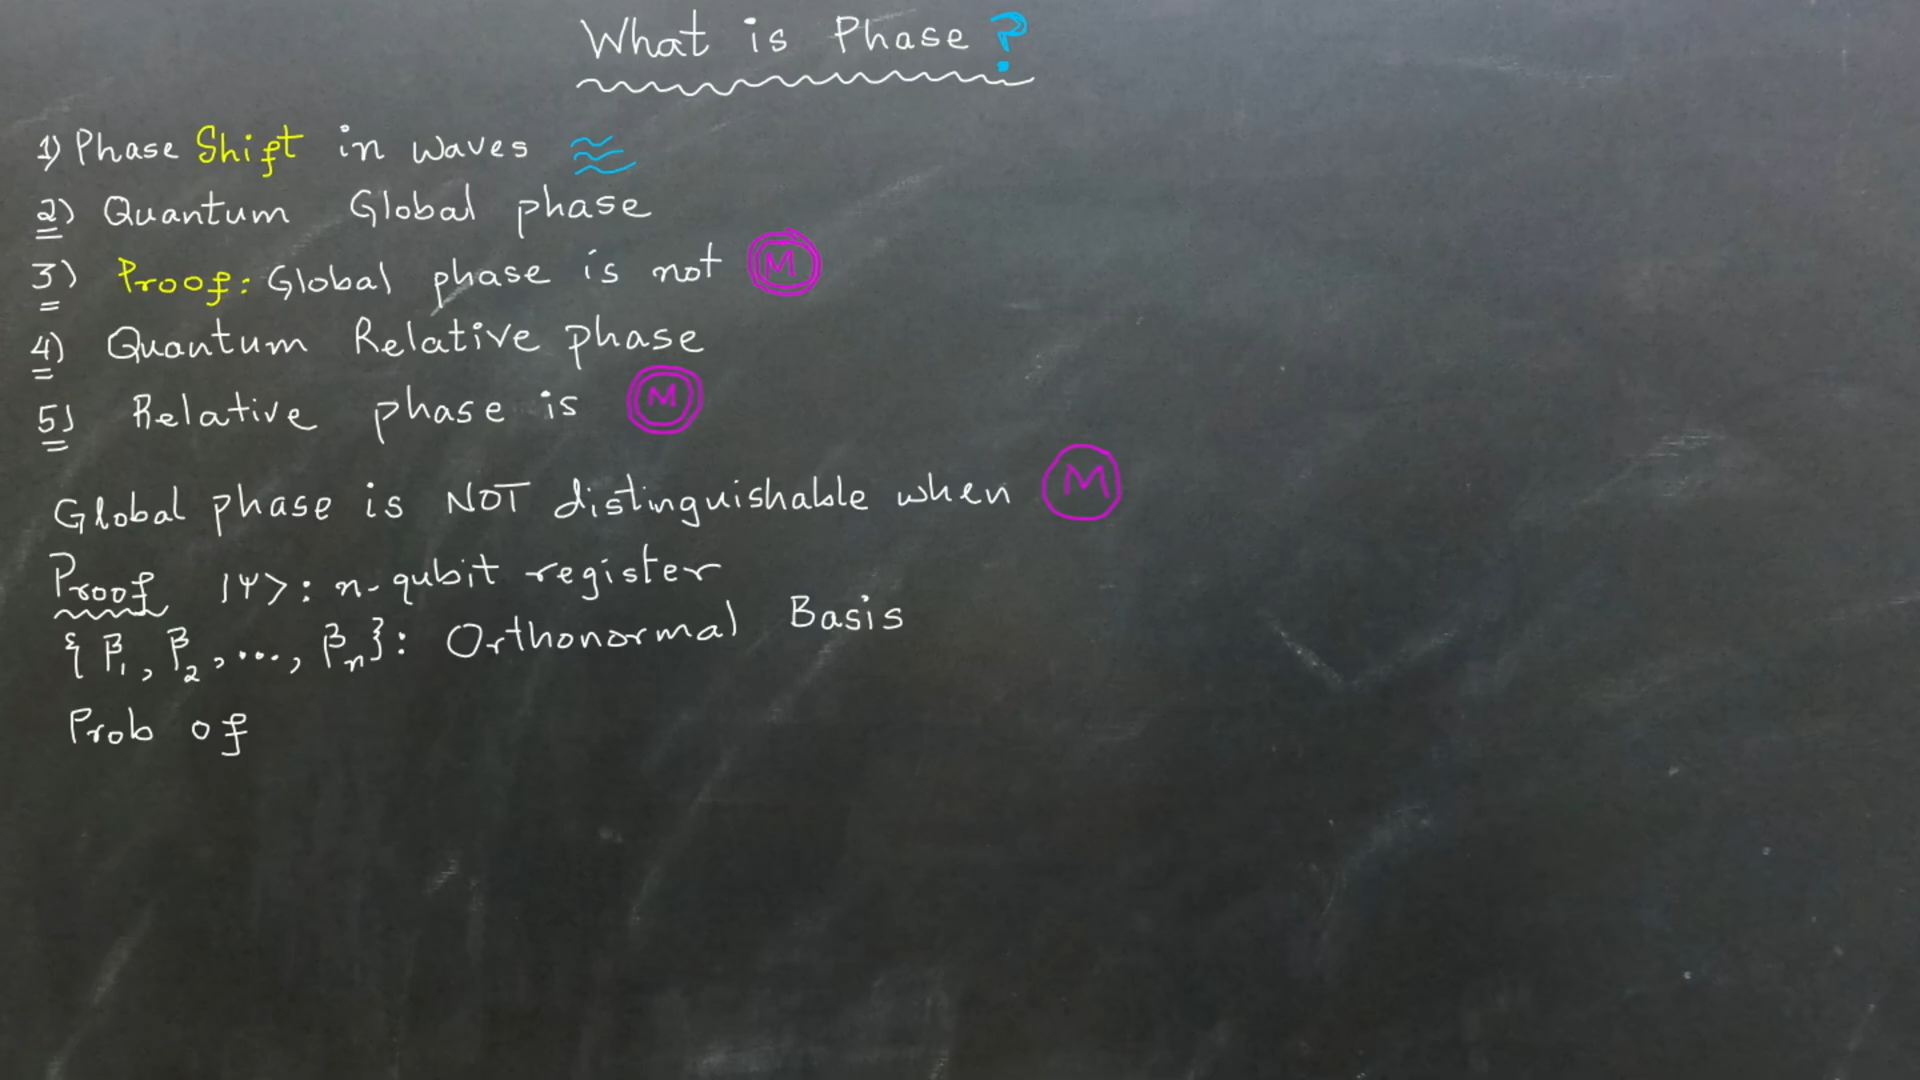 What is Phase?
1) Phase Shift in waves
2) Quantum Global phase
3) Proof: Global phase is not M
4) Quantum Relative phase
5) Relative phase is M
Global phase is NOT distinguishable when M
Proof |Ψ>: n-qubit register
{β₁, β₂, ..., βₙ}: Orthonormal Basis
Prob of